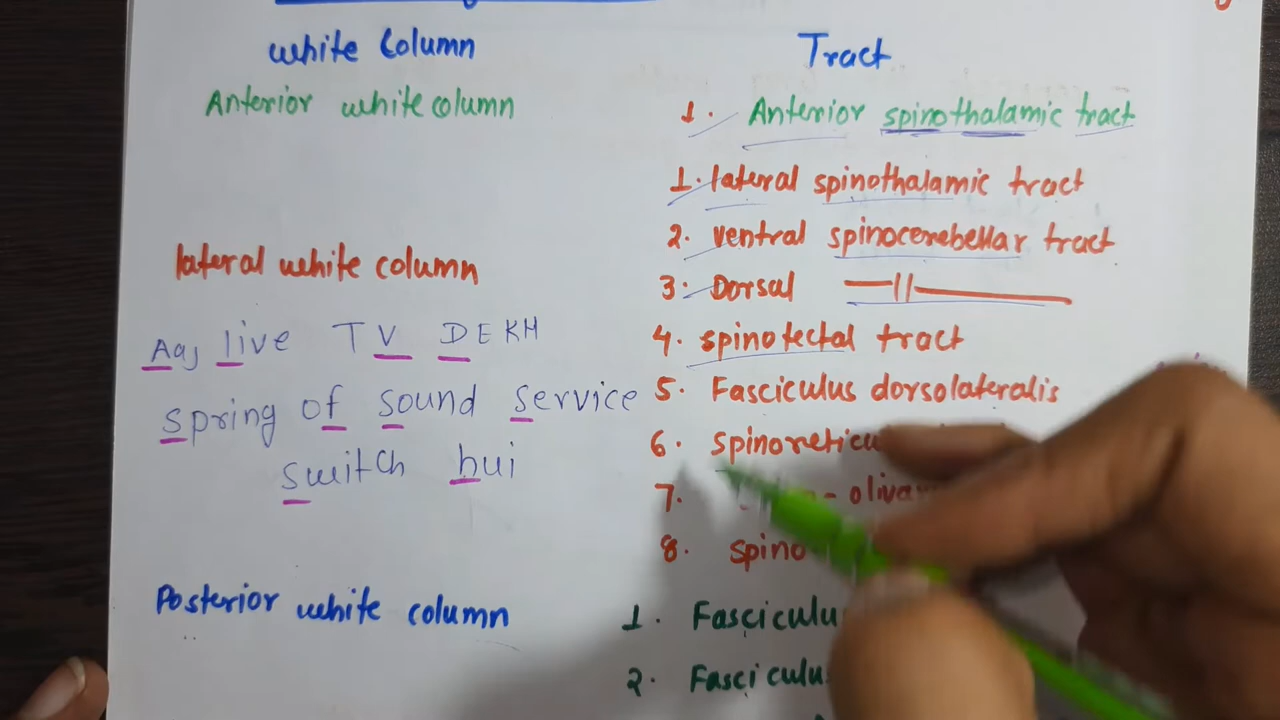 White Column
Tract
Anterior white column
1. Anterior spinothalamic tract
1. lateral spinothalamic tract
2. ventral spinocerebellar tract
lateral white column
3. Dorsal —||—
Aaj live TV DEKH
4. spinotectal tract
spring of sound service
5. Fasciculus dorsolateralis
switch hui
6. spinoreticu
7. - oliva
8. spino
Posterior white column
1. Fasciculu
2. Fasciculu